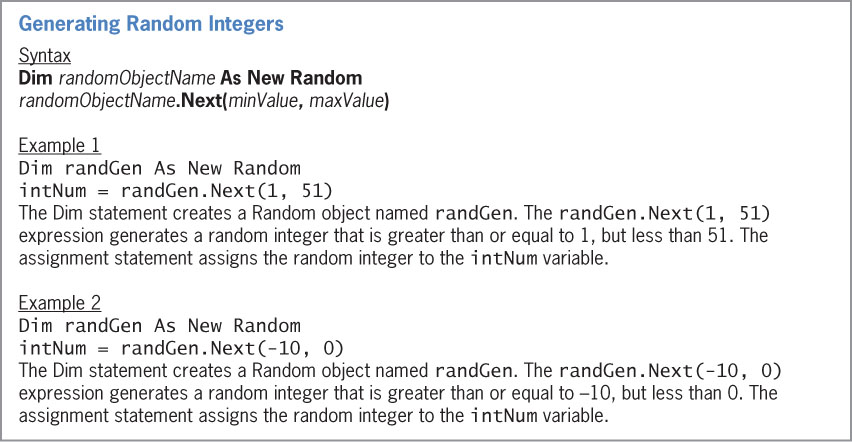 Generating Random Integers
Syntax
Dim randomObjectName As New Random
randomObjectName.Next(minValue, maxValue)
Example 1
Dim randGen As New Random
intNum = randGen.Next(1, 51)
The Dim statement creates a Random object named randGen. The randGen.Next(1, 51)
expression generates a random integer that is greater than or equal to 1, but less than 51. The
assignment statement assigns the random integer to the intNum variable.
Example 2
Dim randGen As New Random
intNum = randGen.Next(–10, 0)
The Dim statement creates a Random object named randGen. The randGen.Next(–10, 0)
expression generates a random integer that is greater than or equal to –10, but less than 0. The
assignment statement assigns the random integer to the intNum variable.